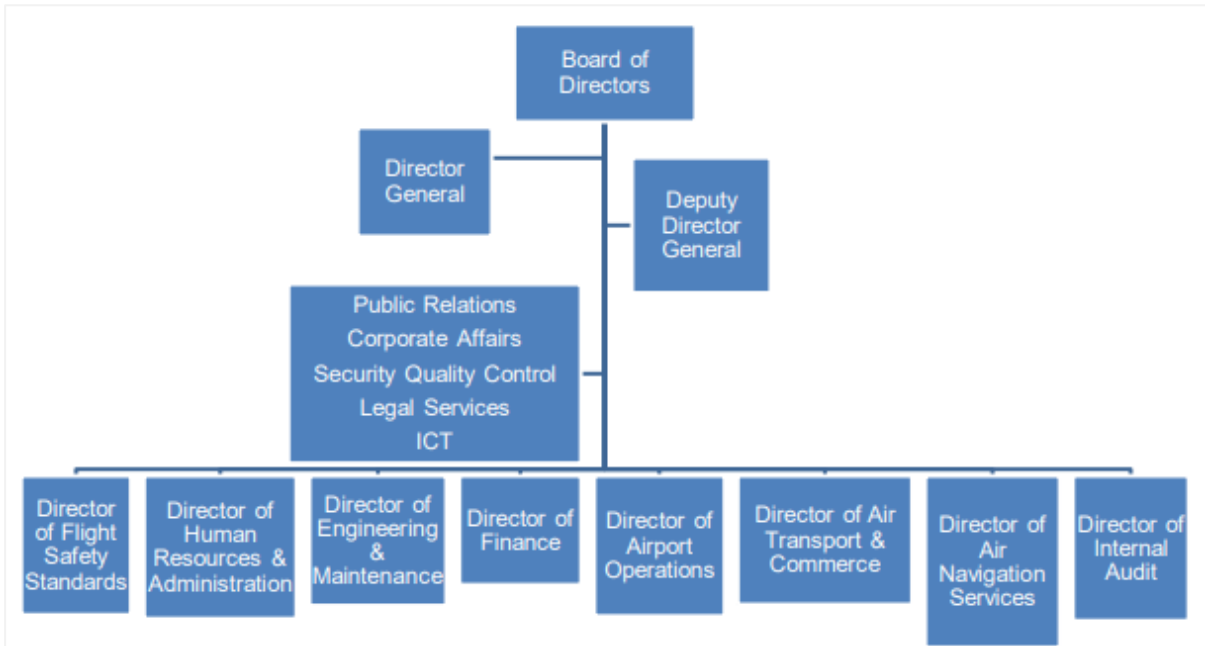 Board of
Directors
Director
General
Deputy
Director
General
Public Relations
Corporate Affairs
Security Quality Control
Legal Services
ICT
Director
of Flight
Safety
Standards
Director of
Human
Resources &
Administration
Director of
Engineering
&
Maintenance
Director of
Finance
Director of
Airport
Operations
Director of Air
Transport &
Commerce
Director of
Air
Navigation
Services
Director of
Internal
Audit